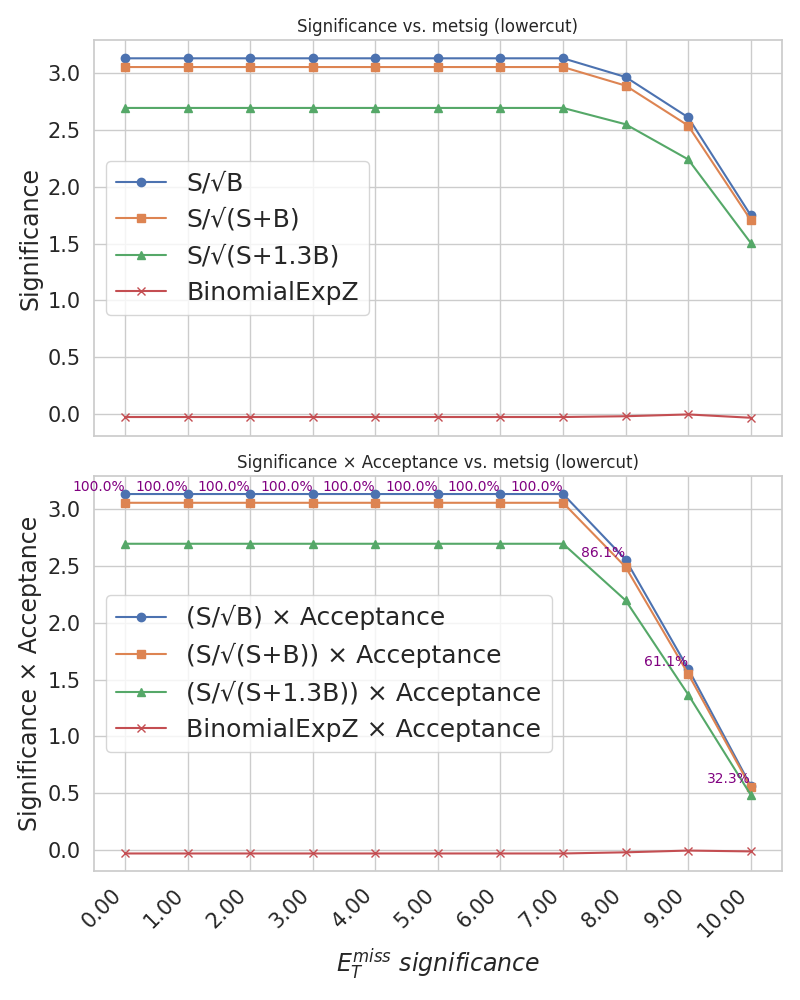 Significance vs. metsig (lowercut)
3.0
2.5
2.0
1.5
1.0
0.5
0.0
Significance
S/√B
S/√(S+B)
S/√(S+1.3B)
BinomialExpZ
Significance × Acceptance vs. metsig (lowercut)
100.0% 100.0% 100.0% 100.0% 100.0% 100.0% 100.0% 100.0%
86.1%
61.1%
32.3%
3.0
2.5
2.0
1.5
1.0
0.5
0.0
Significance × Acceptance
(S/√B) × Acceptance
(S/√(S+B)) × Acceptance
(S/√(S+1.3B)) × Acceptance
BinomialExpZ × Acceptance
0.00 1.00 2.00 3.00 4.00 5.00 6.00 7.00 8.00 9.00 10.00
E_T^miss significance